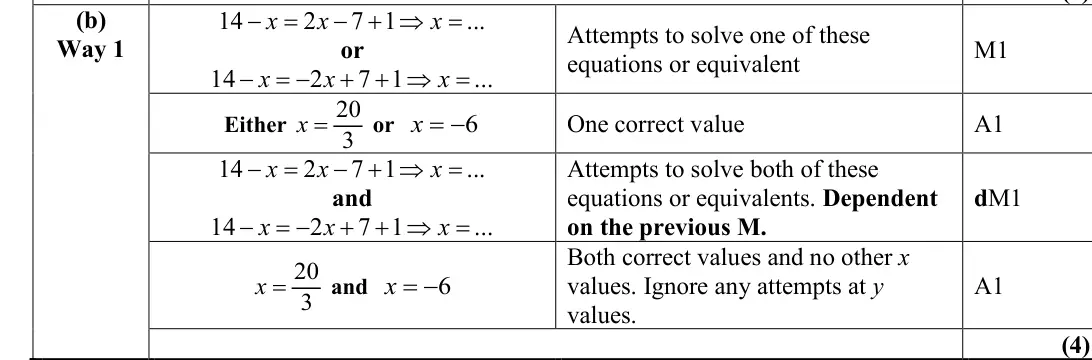 (b)
Way 1
14 − x = 2x − 7 + 1 ⇒ x = ...
or
14 − x = −2x + 7 + 1 ⇒ x = ...
Attempts to solve one of these
equations or equivalent
M1
Either x = 20/3 or x = −6
One correct value
A1
14 − x = 2x − 7 + 1 ⇒ x = ...
and
14 − x = −2x + 7 + 1 ⇒ x = ...
Attempts to solve both of these
equations or equivalents. Dependent
on the previous M.
dM1
x = 20/3 and x = −6
Both correct values and no other x
values. Ignore any attempts at y
values.
A1
(4)